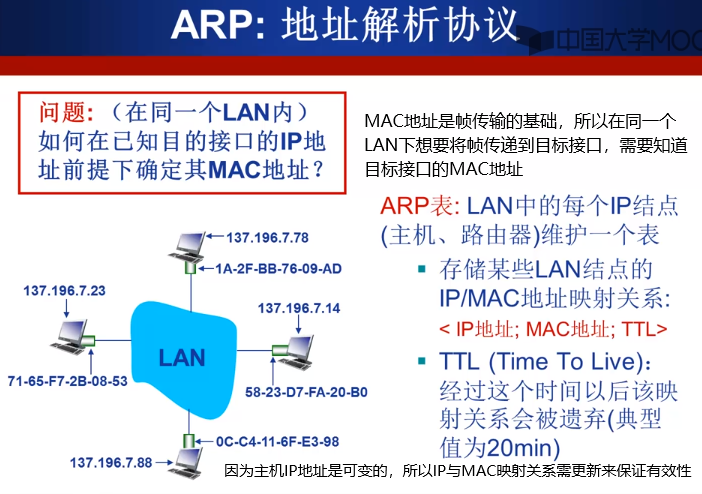 ARP: 地址解析协议
中国大学MOO
问题: （在同一个LAN内）
如何在已知目的接口的IP地
址前提下确定其MAC地址？
MAC地址是帧传输的基础，所以在同一个
LAN下想要将帧传递到目标接口，需要知道
目标接口的MAC地址
ARP表: LAN中的每个IP结点
(主机、路由器)维护一个表
存储某些LAN结点的
IP/MAC地址映射关系:
< IP地址; MAC地址; TTL>
TTL (Time To Live)：
经过这个时间以后该映
射关系会被遗弃(典型
值为20min)
137.196.7.78
1A-2F-BB-76-09-AD
137.196.7.23
137.196.7.14
LAN
71-65-F7-2B-08-53
58-23-D7-FA-20-B0
0C-C4-11-6F-E3-98
137.196.7.88
因为主机IP地址是可变的，所以IP与MAC映射关系需更新来保证有效性